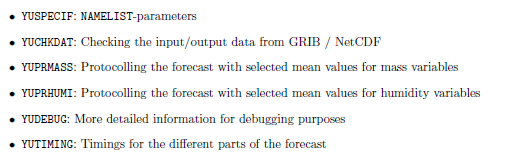 • YUSPECIF: NAMELIST-parameters
• YUCHKDAT: Checking the input/output data from GRIB / NetCDF
• YUPRMASS: Protocolling the forecast with selected mean values for mass variables
• YUPRHUMI: Protocolling the forecast with selected mean values for humidity variables
• YUDEBUG: More detailed information for debugging purposes
• YUTIMING: Timings for the different parts of the forecast